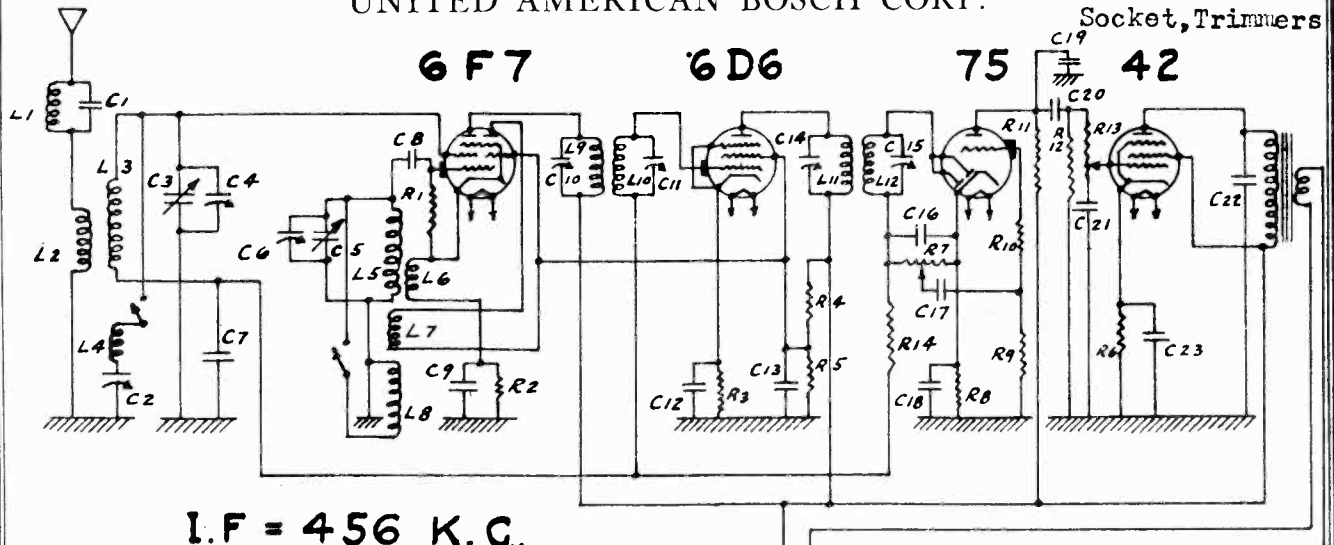 UNITED AMERICAN BOSCH CORP.
Socket, Trimmers
6F7
6D6
75
42
C19
L1
C1
C20
C8
L9
C14
C15
R11
R12
R13
L3
C3
C4
R1
C10
L10
C11
L11
L12
C16
C21
C22
L2
C6
C5
L5
L6
R7
R10
R4
C17
L7
L4
C7
R14
R9
R6
C23
C2
C9
R2
C13
R5
L8
C12
R3
C18
R8
I.F = 456 K.C.